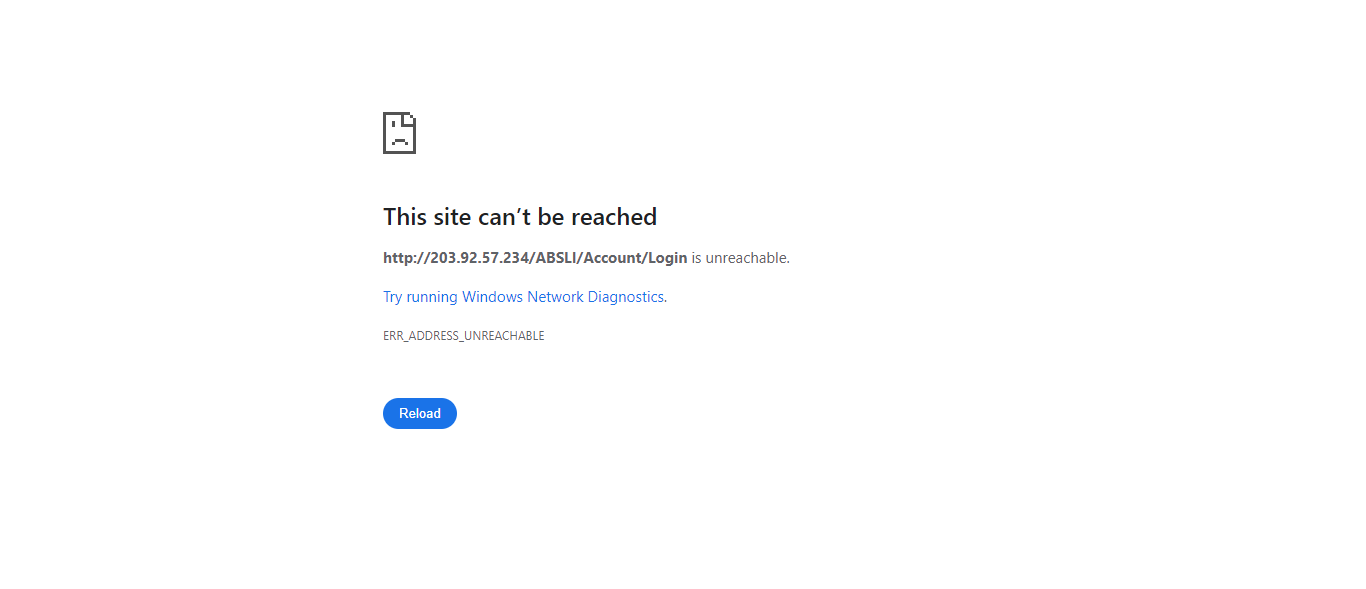 This site can’t be reached
http://203.92.57.234/ABSLI/Account/Login is unreachable.
Try running Windows Network Diagnostics.
ERR_ADDRESS_UNREACHABLE
Reload